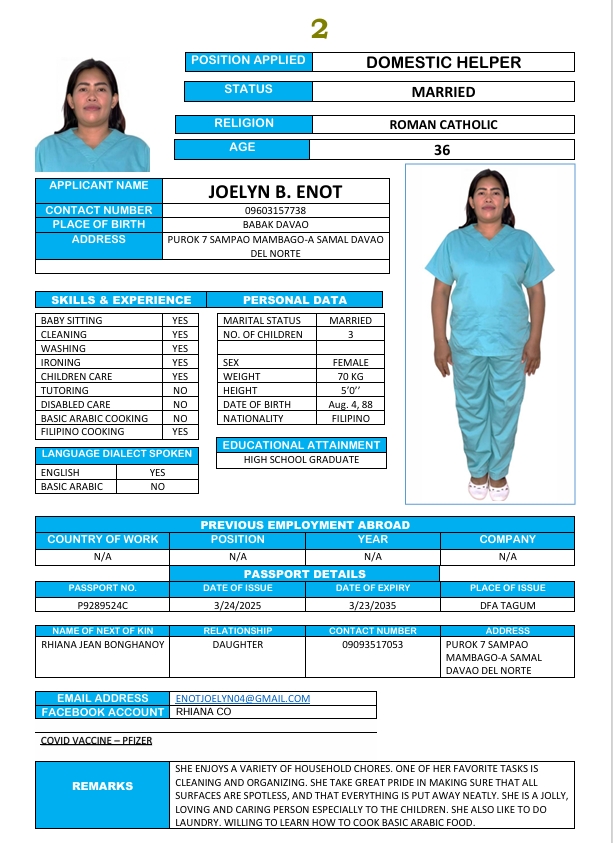 2
POSITION APPLIED DOMESTIC HELPER
STATUS MARRIED
RELIGION ROMAN CATHOLIC
AGE 36
APPLICANT NAME JOELYN B. ENOT
CONTACT NUMBER 09603157738
PLACE OF BIRTH BABAK DAVAO
ADDRESS PUROK 7 SAMPAO MAMBAGO-A SAMAL DAVAO
DEL NORTE
SKILLS & EXPERIENCE PERSONAL DATA
BABY SITTING YES MARITAL STATUS MARRIED
CLEANING YES NO. OF CHILDREN 3
WASHING YES
IRONING YES SEX FEMALE
CHILDREN CARE YES WEIGHT 70 KG
TUTORING NO HEIGHT 5'0''
DISABLED CARE NO DATE OF BIRTH Aug. 4, 88
BASIC ARABIC COOKING NO NATIONALITY FILIPINO
FILIPINO COOKING YES
EDUCATIONAL ATTAINMENT
LANGUAGE DIALECT SPOKEN HIGH SCHOOL GRADUATE
ENGLISH YES
BASIC ARABIC NO
PREVIOUS EMPLOYMENT ABROAD
COUNTRY OF WORK POSITION YEAR COMPANY
N/A N/A N/A N/A
PASSPORT DETAILS
PASSPORT NO. DATE OF ISSUE DATE OF EXPIRY PLACE OF ISSUE
P9289524C 3/24/2025 3/23/2035 DFA TAGUM
NAME OF NEXT OF KIN RELATIONSHIP CONTACT NUMBER ADDRESS
RHIANA JEAN BONGHANOY DAUGHTER 09093517053 PUROK 7 SAMPAO
MAMBAGO-A SAMAL
DAVAO DEL NORTE
EMAIL ADDRESS ENOTJOELYN04@GMAIL.COM
FACEBOOK ACCOUNT RHIANA CO
COVID VACCINE – PFIZER
REMARKS SHE ENJOYS A VARIETY OF HOUSEHOLD CHORES. ONE OF HER FAVORITE TASKS IS
CLEANING AND ORGANIZING. SHE TAKE GREAT PRIDE IN MAKING SURE THAT ALL
SURFACES ARE SPOTLESS, AND THAT EVERYTHING IS PUT AWAY NEATLY. SHE IS A JOLLY,
LOVING AND CARING PERSON ESPECIALLY TO THE CHILDREN. SHE ALSO LIKE TO DO
LAUNDRY. WILLING TO LEARN HOW TO COOK BASIC ARABIC FOOD.